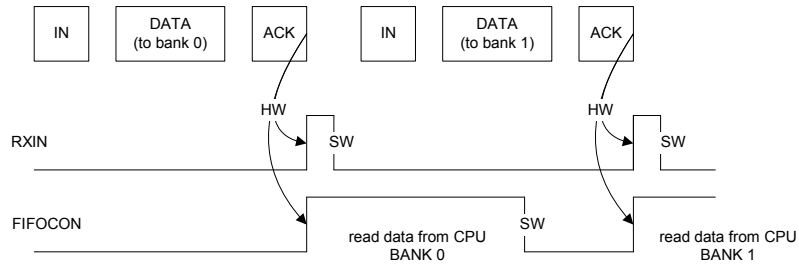 IN
DATA
(to bank 0)
ACK
IN
DATA
(to bank 1)
ACK
HW
HW
RXIN
SW
SW
FIFOCON
read data from CPU
BANK 0
SW
read data from CPU
BANK 1